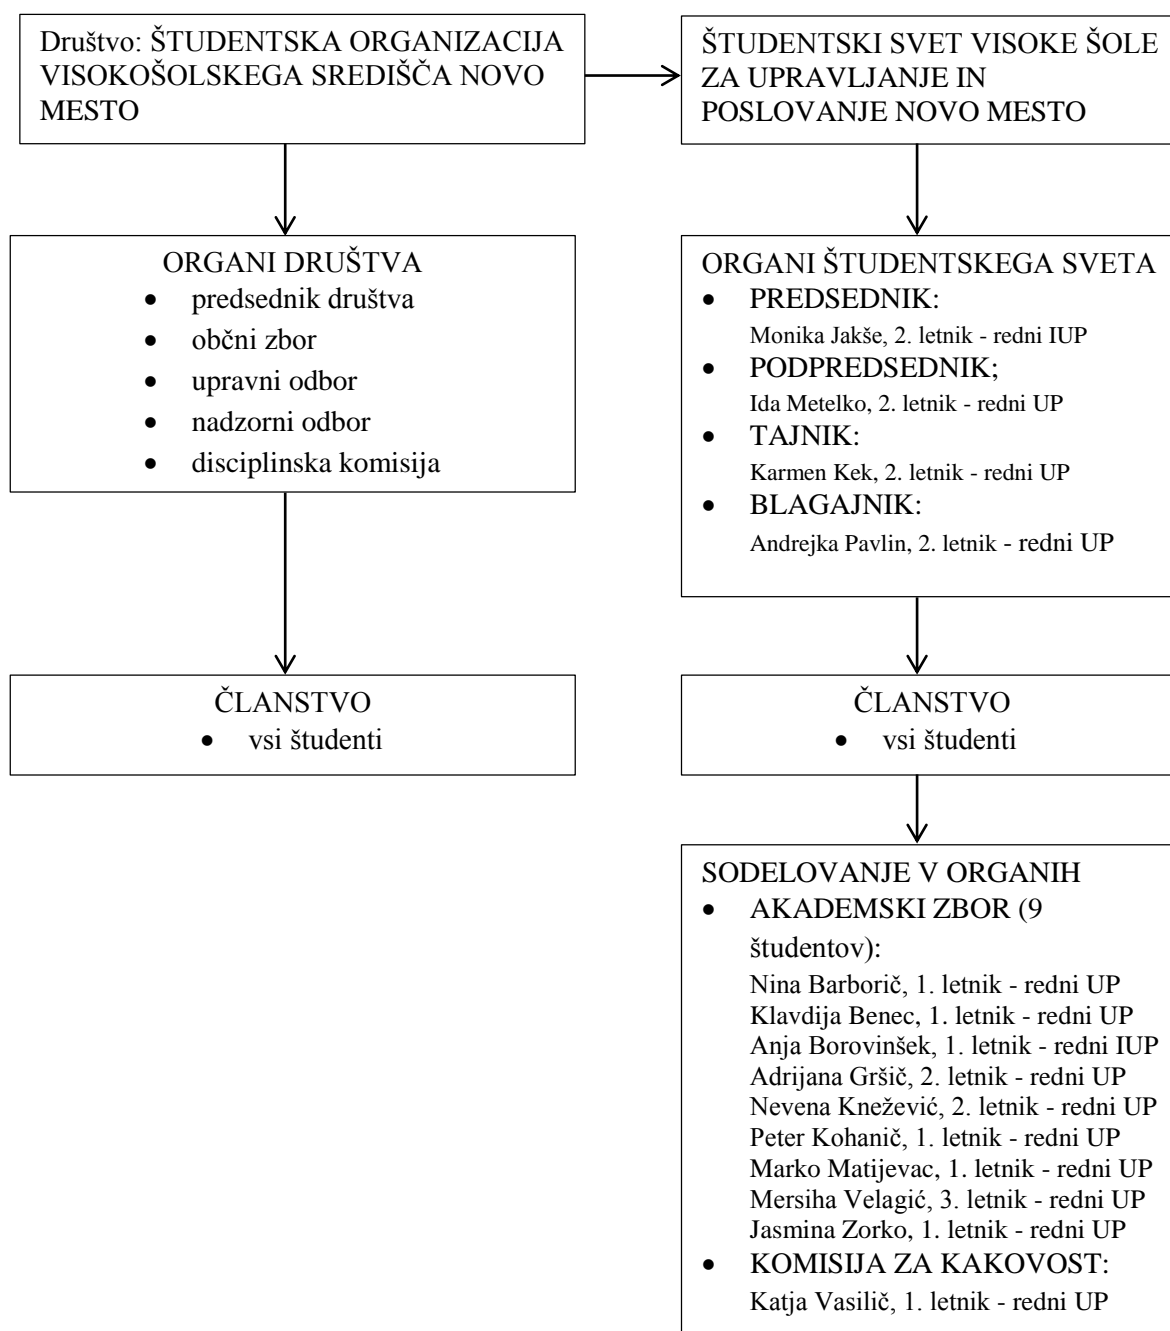 Društvo: ŠTUDENTSKA ORGANIZACIJA
VISOKOŠOLSKEGA SREDIŠČA NOVO
MESTO
ŠTUDENTSKI SVET VISOKE ŠOLE
ZA UPRAVLJANJE IN
POSLOVANJE NOVO MESTO
ORGANI DRUŠTVA
• predsednik društva
• občni zbor
• upravni odbor
• nadzorni odbor
• disciplinska komisija
ORGANI ŠTUDENTSKEGA SVETA
• PREDSEDNIK:
Monika Jakše, 2. letnik - redni IUP
• PODPREDSEDNIK;
Ida Metelko, 2. letnik - redni UP
• TAJNIK:
Karmen Kek, 2. letnik - redni UP
• BLAGAJNIK:
Andrejka Pavlin, 2. letnik - redni UP
ČLANSTVO
• vsi študenti
ČLANSTVO
• vsi študenti
SODELOVANJE V ORGANIH
• AKADEMSKI ZBOR (9
študentov):
Nina Barborič, 1. letnik - redni UP
Klavdija Benec, 1. letnik - redni UP
Anja Borovinšek, 1. letnik - redni IUP
Adrijana Gršič, 2. letnik - redni UP
Nevena Knežević, 2. letnik - redni UP
Peter Kohanič, 1. letnik - redni UP
Marko Matijevac, 1. letnik - redni UP
Mersiha Velagić, 3. letnik - redni UP
Jasmina Zorko, 1. letnik - redni UP
• KOMISIJA ZA KAKOVOST:
Katja Vasilič, 1. letnik - redni UP